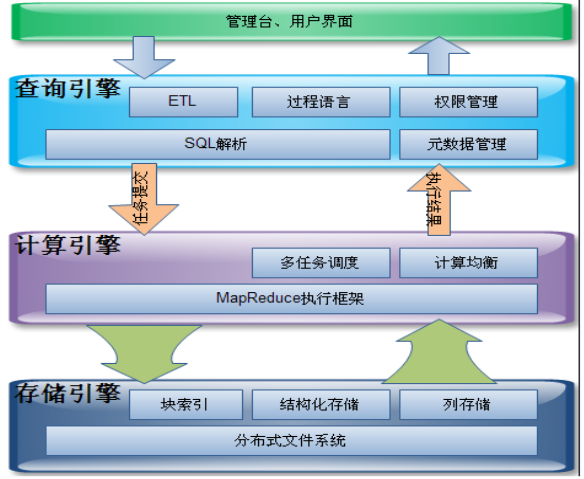 管理台、用户界面
查询引擎
ETL
过程语言
权限管理
SQL解析
元数据管理
任务提交
执行结果
计算引擎
多任务调度
计算均衡
MapReduce执行框架
存储引擎
块索引
结构化存储
列存储
分布式文件系统